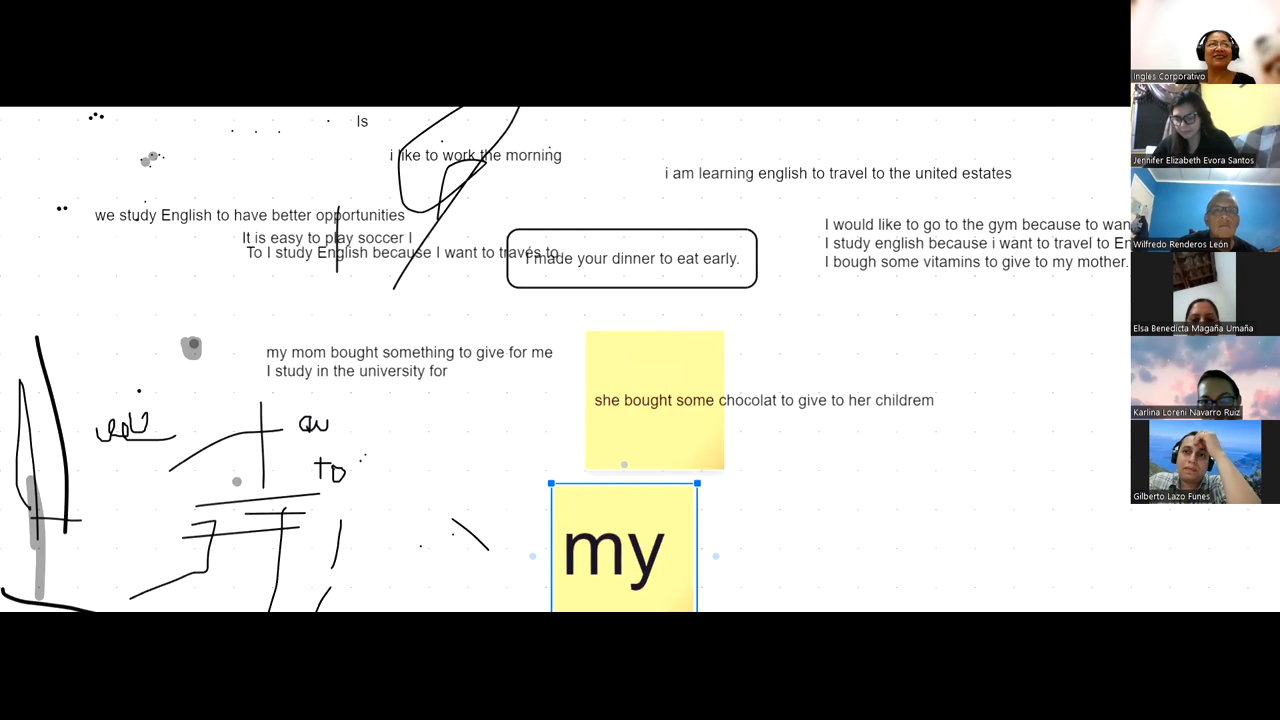 Is
i like to work the morning
i am learning english to travel to the united estates
we study English to have better opportunities
It is easy to play soccer I
To I study English because I want to través to
I made your dinner to eat early.
I would like to go to the gym because to wan
I study english because i want to travel to En
I bough some vitamins to give to my mother.
my mom bought something to give for me
I study in the university for
she bought some chocolat to give to her childrem
to
my
Ingles Corporativo
Jennifer Elizabeth Evora Santos
Wilfredo Renderos León
Elsa Benedicta Magaña Umaña
Karlina Loreni Navarro Ruiz
Gilberto Lazo Funes